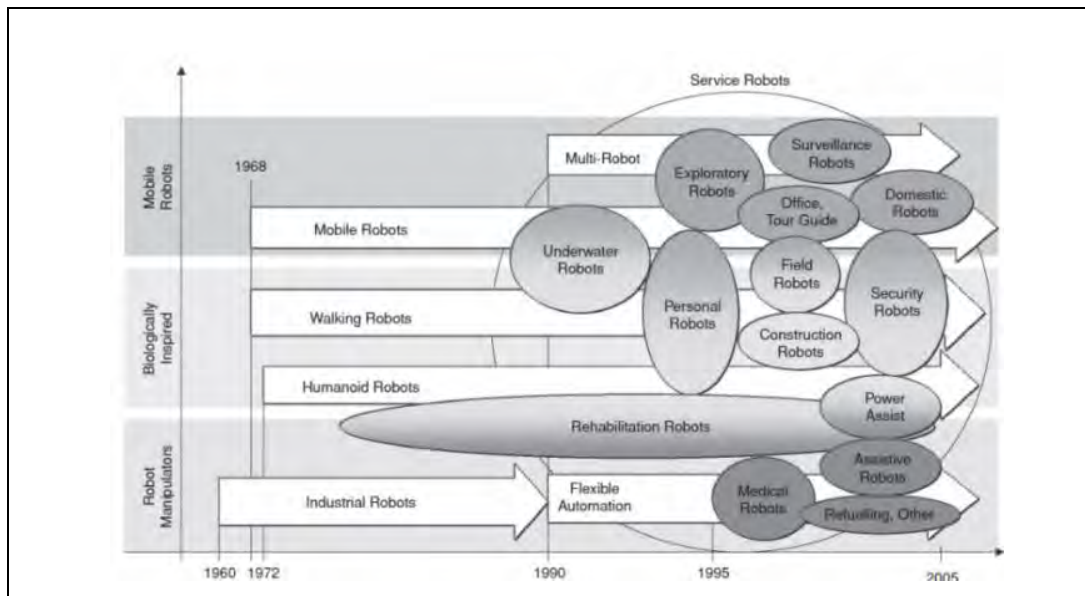 Service Robots
Mobile
Robots
1968
Multi-Robot
Exploratory
Robots
Surveillance
Robots
Office,
Tour Guide
Domestic
Robots
Mobile Robots
Underwater
Robots
Biologically
Inspired
Walking Robots
Personal
Robots
Field
Robots
Security
Robots
Construction
Robots
Humanoid Robots
Power
Assist
Rehabilitation Robots
Robot
Manipulators
Industrial Robots
Flexible
Automation
Medical
Robots
Assistive
Robots
Refuelling, Other
1960
1972
1990
1995
2005